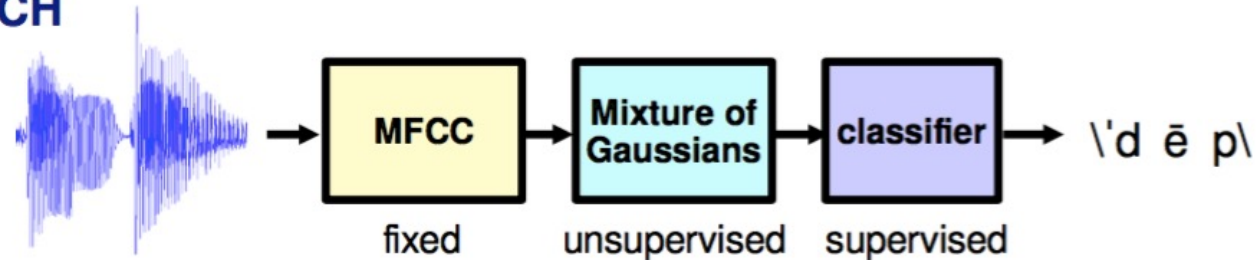 CH
MFCC
Mixture of
Gaussians
classifier
\'d ē p\
fixed
unsupervised
supervised